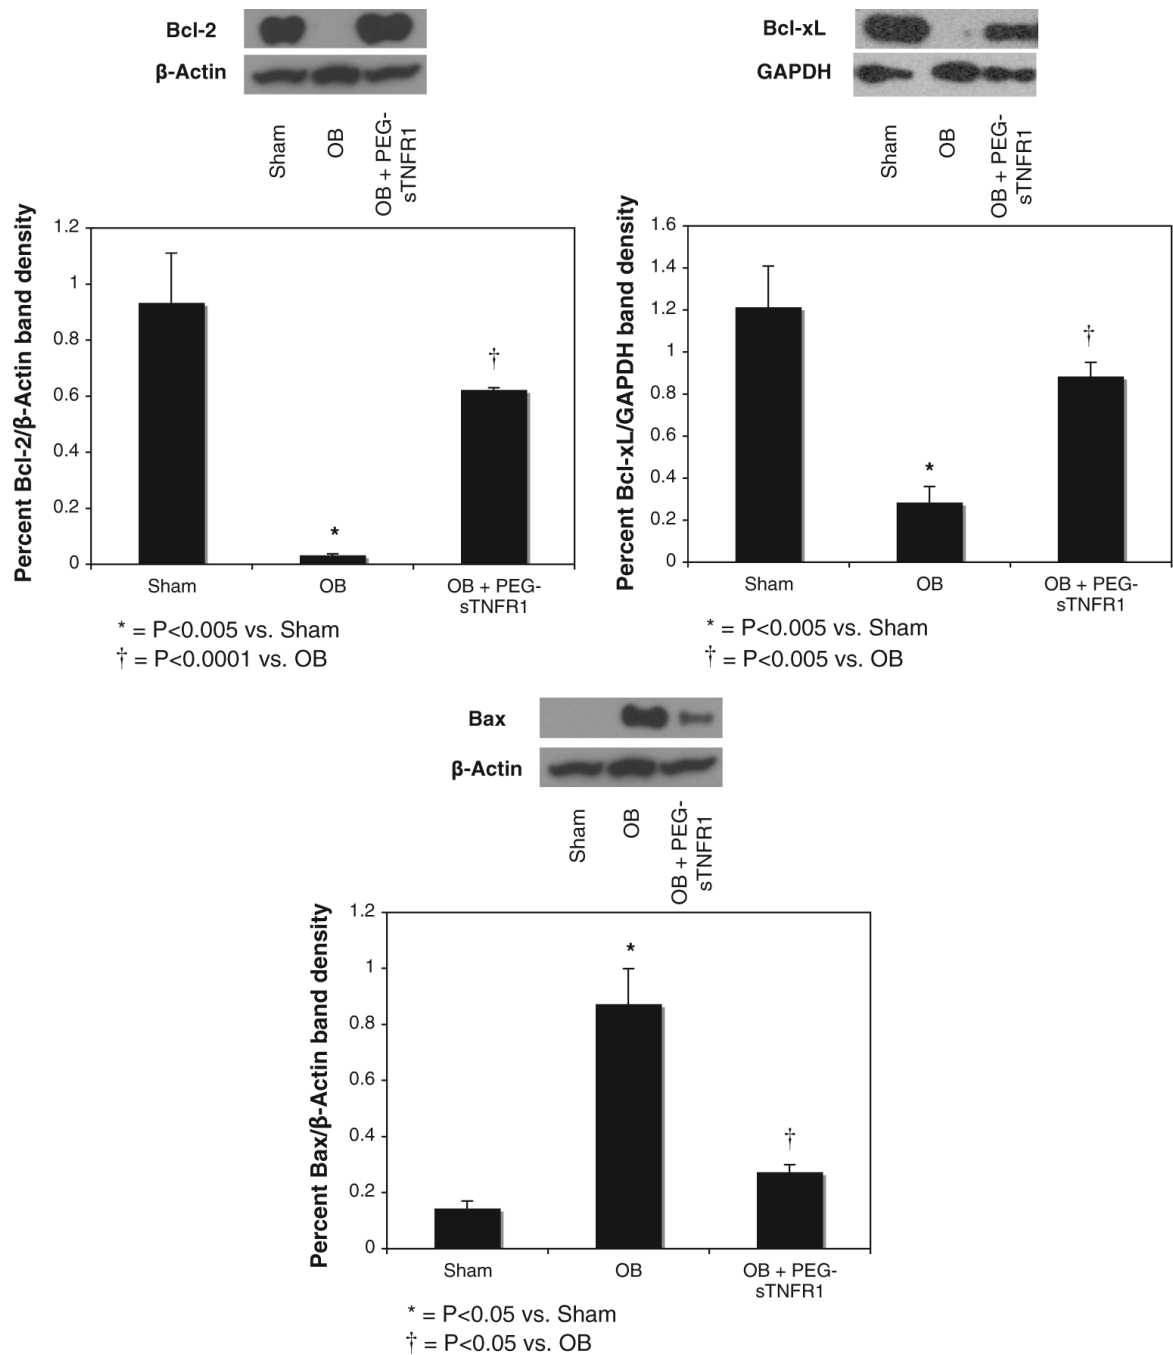 Bcl-2
β-Actin
Sham
OB
OB + PEG-
sTNFR1
Percent Bcl-2/β-Actin band density
1.2
1
0.8
0.6
0.4
0.2
0
*
†
Sham
OB
OB + PEG-
sTNFR1
* = P<0.005 vs. Sham
† = P<0.0001 vs. OB
Bcl-xL
GAPDH
Sham
OB
OB + PEG-
sTNFR1
Percent Bcl-xL/GAPDH band density
1.6
1.4
1.2
1
0.8
0.6
0.4
0.2
0
*
†
Sham
OB
OB + PEG-
sTNFR1
* = P<0.005 vs. Sham
† = P<0.005 vs. OB
Bax
β-Actin
Sham
OB
OB + PEG-
sTNFR1
Percent Bax/β-Actin band density
1.2
1
0.8
0.6
0.4
0.2
0
*
†
Sham
OB
OB + PEG-
sTNFR1
* = P<0.05 vs. Sham
† = P<0.05 vs. OB